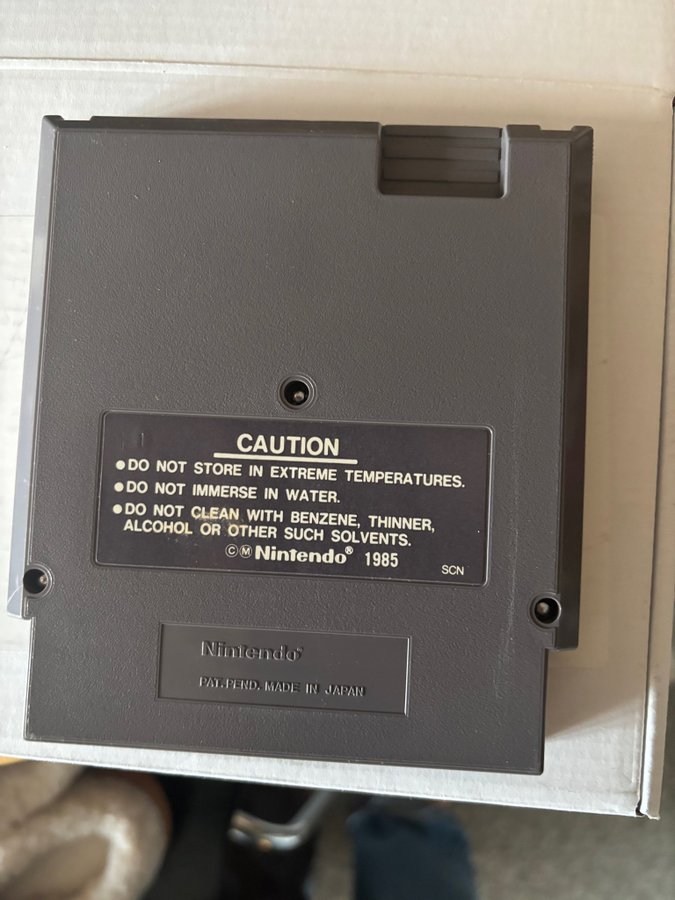 CAUTION
●DO NOT STORE IN EXTREME TEMPERATURES.
●DO NOT IMMERSE IN WATER.
●DO NOT CLEAN WITH BENZENE, THINNER,
ALCOHOL OR OTHER SUCH SOLVENTS.
©Ⓜ Nintendo® 1985
SCN
Nintendo®
PAT. PEND. MADE IN JAPAN